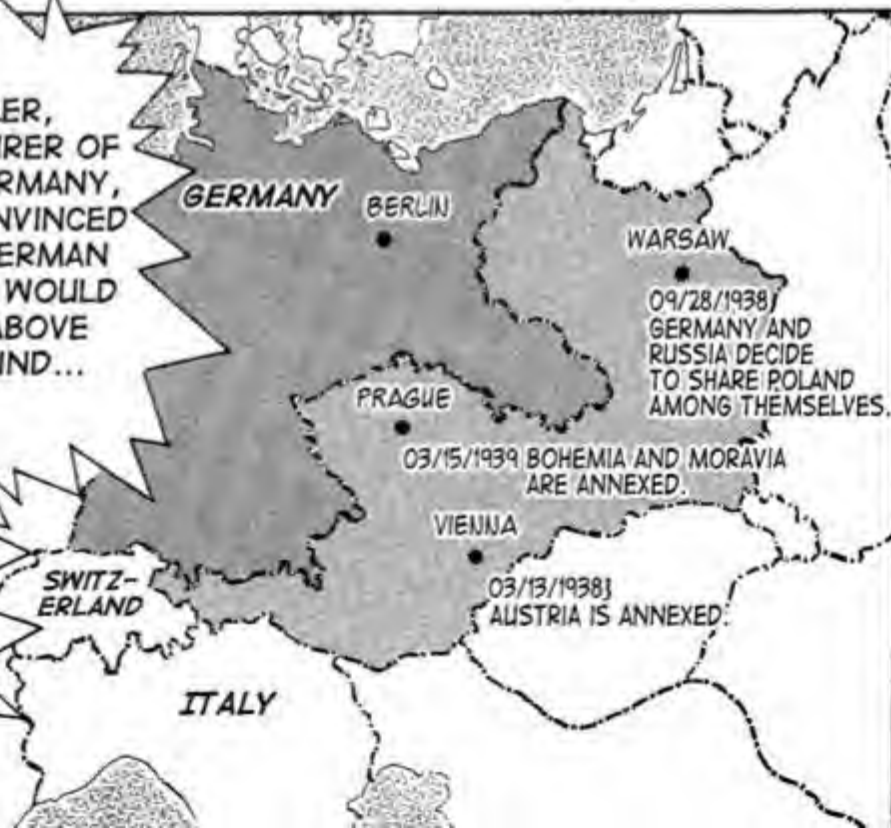 LER,
RER OF
RMANY,
NVINCED
ERMAN
WOULD
ABOVE
IND...
GERMANY
BERLIN
WARSAW
09/28/1938
GERMANY AND
RUSSIA DECIDE
TO SHARE POLAND
AMONG THEMSELVES.
PRAGUE
03/15/1939 BOHEMIA AND MORAVIA
ARE ANNEXED.
VIENNA
03/13/1938
AUSTRIA IS ANNEXED.
SWITZ-
ERLAND
ITALY